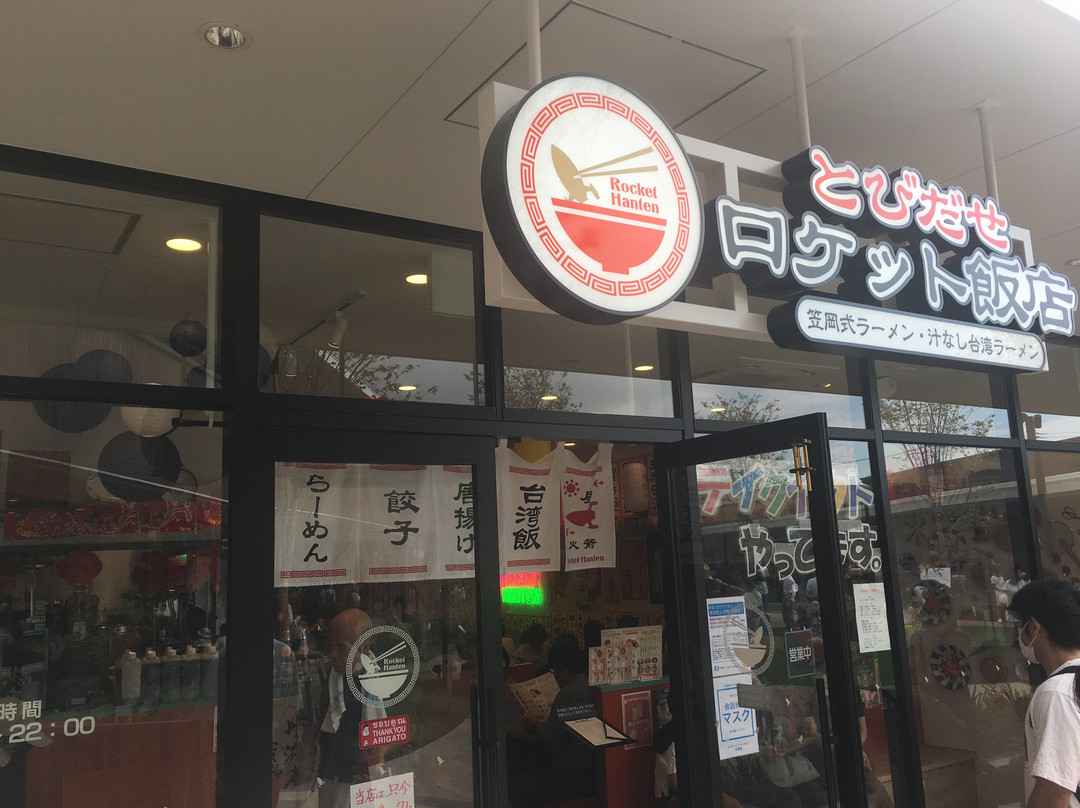 Rocket
Hanten
とびだせ
ロケット飯店
笠岡式ラーメン・汁なし台湾ラーメン
らーめん
餃子
唐揚げ
台湾飯
火箭
Rocket Hanten
テイクアウト
やってます。
営業中
マスク
Rocket
Hanten
THANK YOU
ARIGATO
時間
22:00
当店は、只今